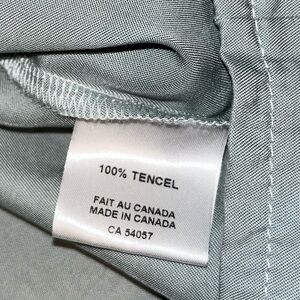 100% TENCEL
FAIT AU CANADA
MADE IN CANADA
CA 54057